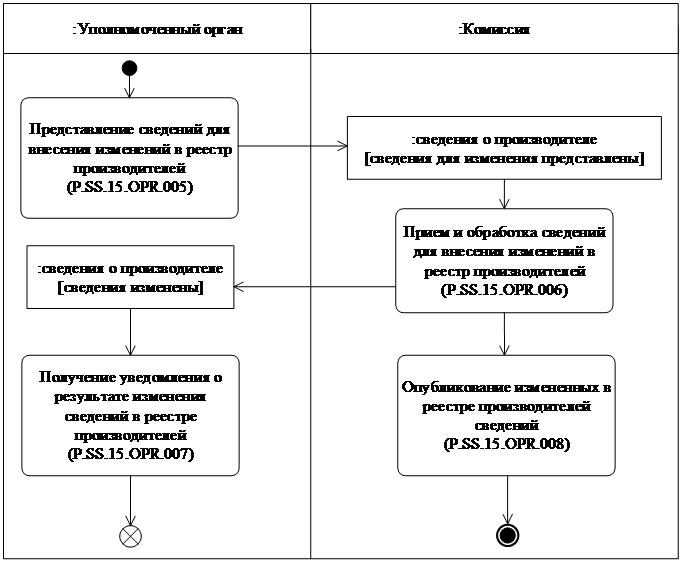 :Уполномоченный орган
:Комиссия
Представление сведений для
внесения изменений в реестр
производителей
(P.SS.15.OPR.005)
:сведения о производителе
[сведения для изменения представлены]
Прием и обработка сведений
для внесения изменений в
реестр производителей
(P.SS.15.OPR.006)
:сведения о производителе
[сведения изменены]
Получение уведомления о
результате изменения
сведений в реестре
производителей
(P.SS.15.OPR.007)
Опубликование измененных в
реестре производителей
сведений
(P.SS.15.OPR.008)